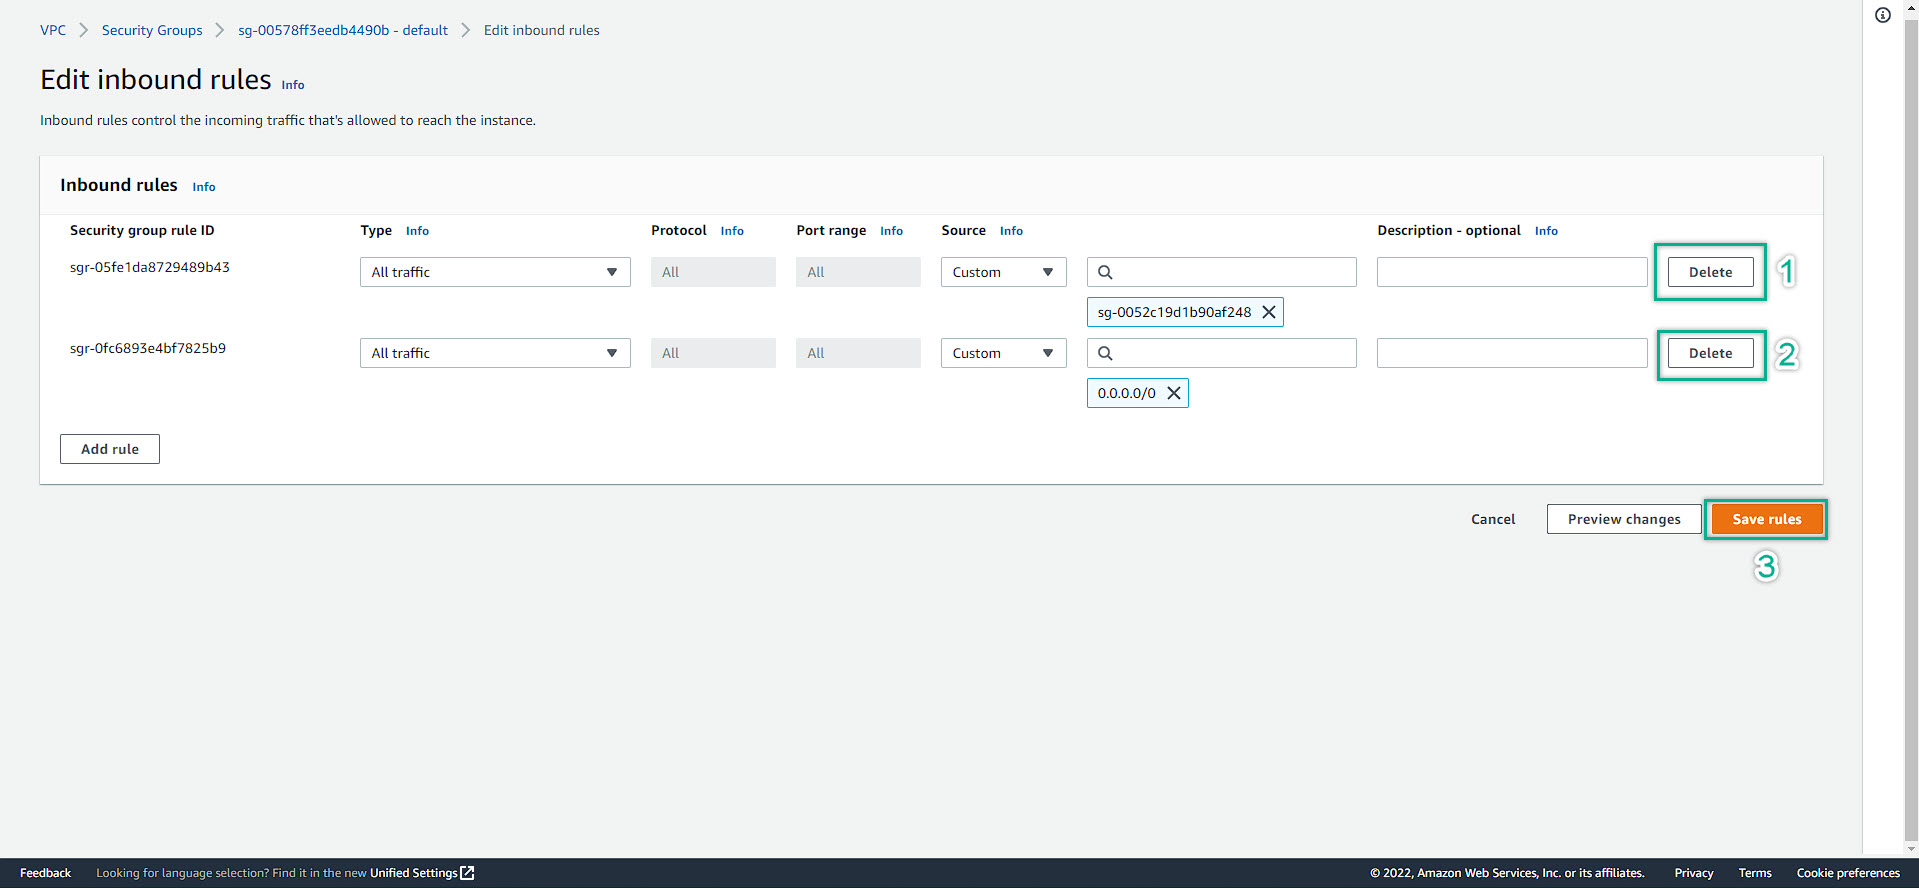 VPC > Security Groups > sg-00578ff3eedb4490b - default > Edit inbound rules
Edit inbound rules Info
Inbound rules control the incoming traffic that's allowed to reach the instance.
Inbound rules Info
Security group rule ID Type Info Protocol Info Port range Info Source Info Description - optional Info
sgr-05fe1da8729489b43 All traffic All All Custom Delete 1
sg-0052c19d1b90af248
sgr-0fc6893e4bf7825b9 All traffic All All Custom Delete 2
0.0.0.0/0
Add rule
Cancel Preview changes Save rules
3
Feedback Looking for language selection? Find it in the new Unified Settings © 2022, Amazon Web Services, Inc. or its affiliates. Privacy Terms Cookie preferences